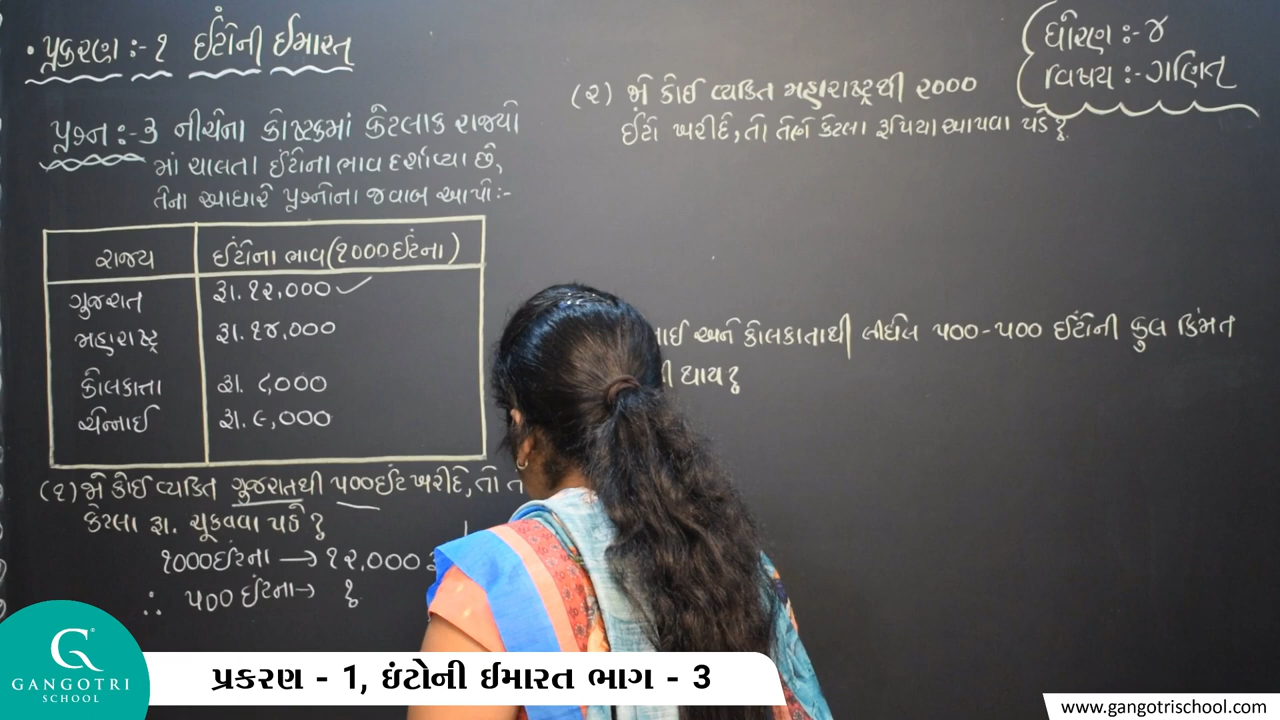 • પ્રકરણ :- ૧ ઈંટોની ઈમારત
પ્રશ્ન :- ૩ નીચેના કોષ્ટકમાં કેટલાક રાજ્યો
માં ચાલતા ઈંટોના ભાવ દર્શાવ્યા છે,
તેના આધારે પ્રશ્નોના જવાબ આપો :-
રાજ્ય ઈંટોના ભાવ (૧૦૦૦ ઈંટના)
ગુજરાત રૂા. ૧૨,૦૦૦ ✓
મહારાષ્ટ્ર રૂા. ૧૪,૦૦૦
કોલકાતા રૂા. ૮,૦૦૦
ચેન્નાઈ રૂા. ૯,૦૦૦
(૧) જો કોઈ વ્યકિત ગુજરાતથી ૫૦૦ ઈંટ ખરીદે, તો ત
કેટલા રૂા. ચૂકવવા પડે ?
૧૦૦૦ ઈંટના → ૧૨,૦૦૦
∴ ૫૦૦ ઈંટના → ?
ધોરણ :- ૪
વિષય :- ગણિત
(૨) જો કોઈ વ્યકિત મહારાષ્ટ્રથી ૨૦૦૦
ઈંટો ખરીદે, તો તેણે કેટલા રૂપિયા આપવા પડે ?
નાઈ અને કોલકાતાથી લીધેલ ૫૦૦-૫૦૦ ઈંટોની કુલ કિંમત
ી થાય ?
G
GANGOTRI
SCHOOL
પ્રકરણ - 1, ઇંટોની ઈમારત ભાગ - 3
www.gangotrischool.com